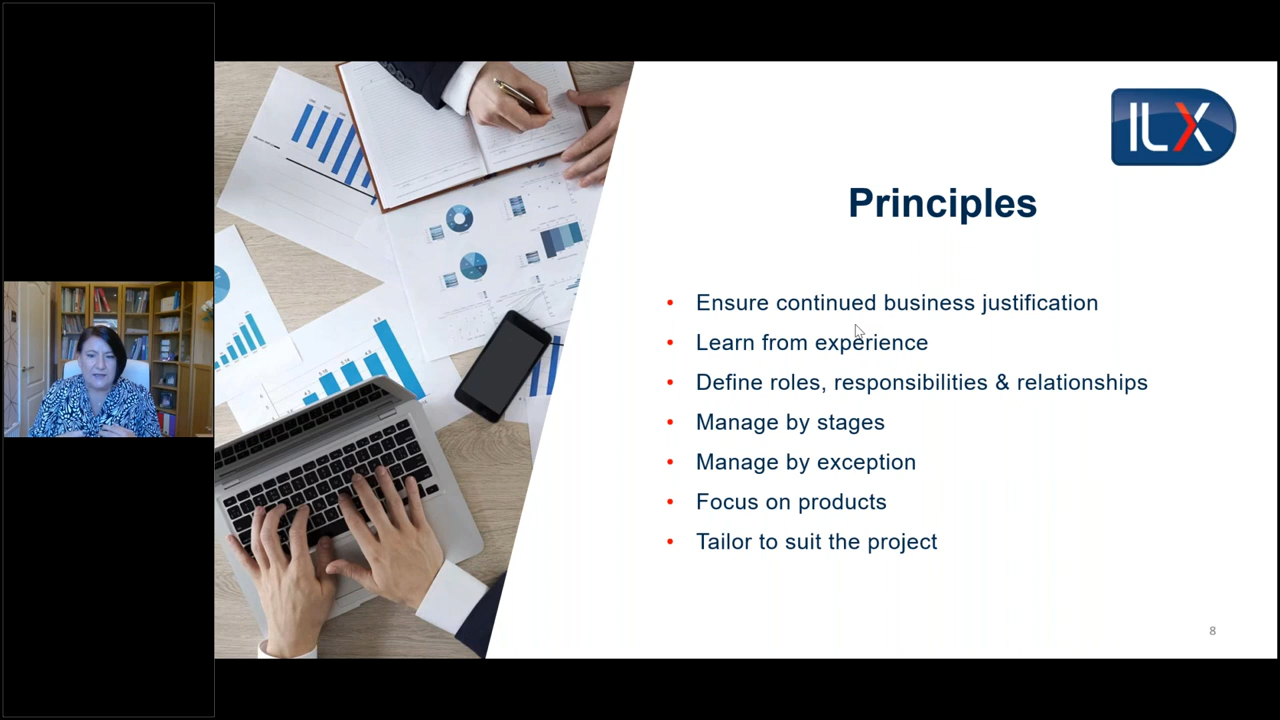 ILX
Principles
• Ensure continued business justification
• Learn from experience
• Define roles, responsibilities & relationships
• Manage by stages
• Manage by exception
• Focus on products
• Tailor to suit the project
8